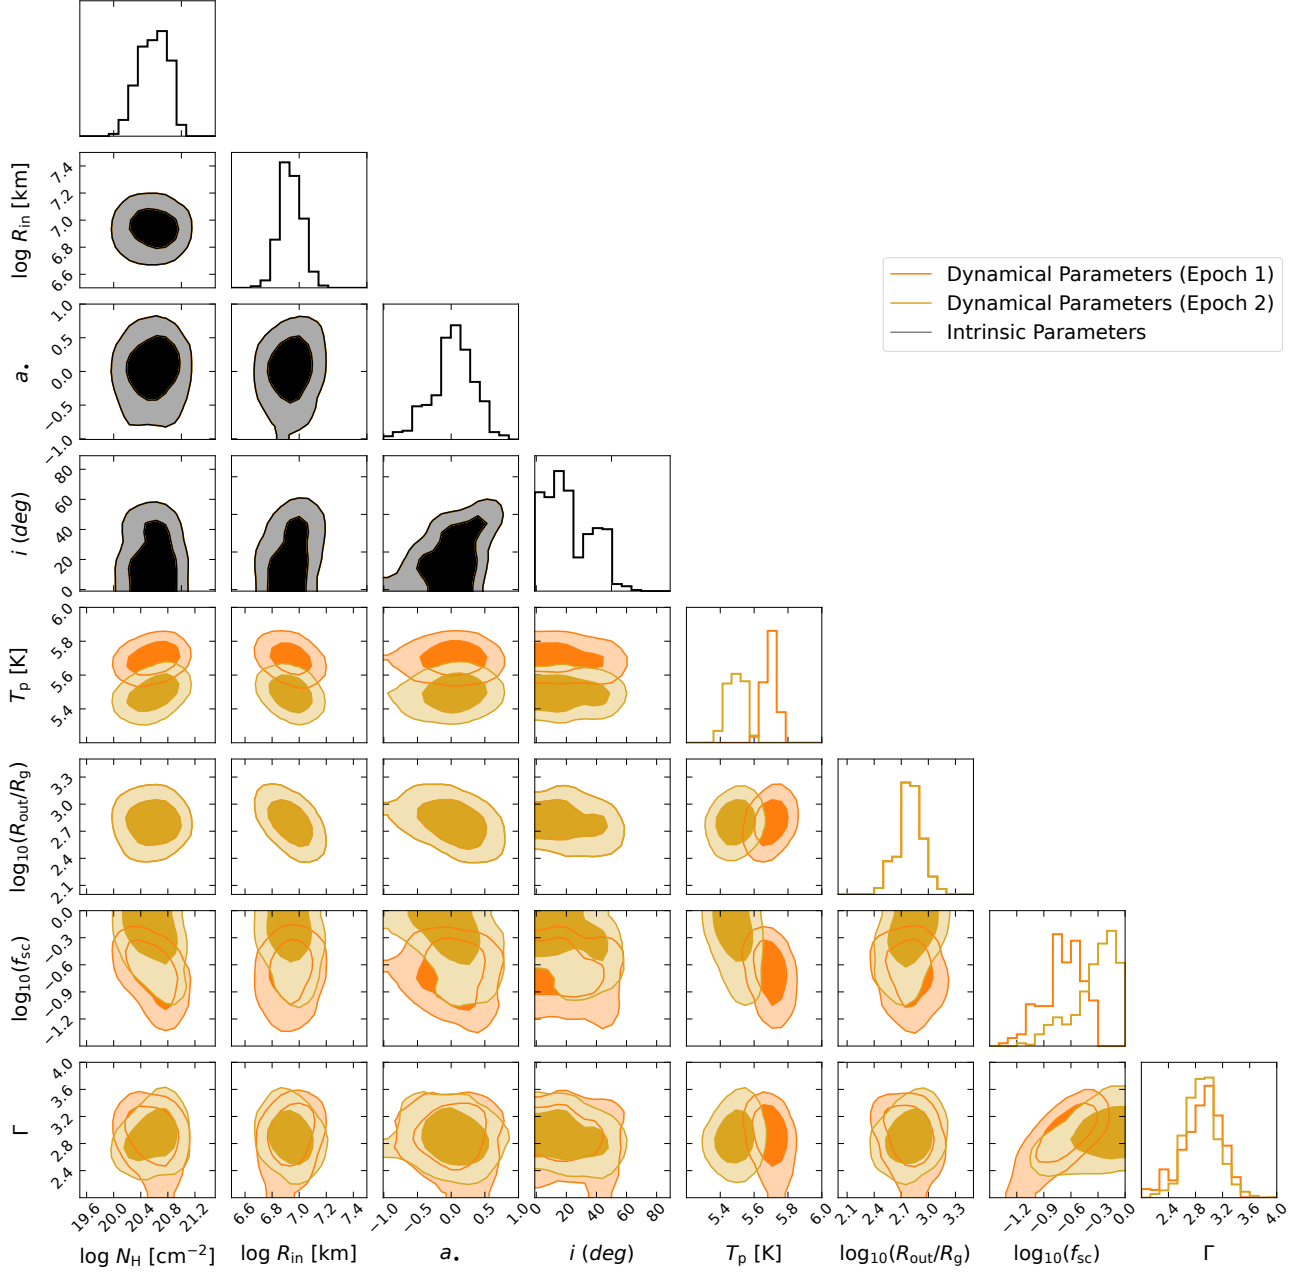 Dynamical Parameters (Epoch 1)
Dynamical Parameters (Epoch 2)
Intrinsic Parameters
log R_in [km]
7.4
7.2
7.0
6.8
6.6
a•
1.0
0.5
0.0
−0.5
−1.0
i (deg)
80
60
40
20
0
T_p [K]
6.0
5.8
5.6
5.4
log₁₀(R_out/R_g)
3.3
3.0
2.7
2.4
2.1
log₁₀(f_sc)
0.0
−0.3
−0.6
−0.9
−1.2
Γ
4.0
3.6
3.2
2.8
2.4
19.6 20.0 20.4 20.8 21.2
6.6 7.0 7.4
−1.0 −0.5 0.0 0.5 1.0
0 20 40 60 80
5.4 5.6 5.8 6.0
2.1 2.4 2.7 3.0 3.3
−1.2 −0.9 −0.6 −0.3 0.0
2.4 2.8 3.2 3.6 4.0
log N_H [cm⁻²] log R_in [km] a• i (deg) T_p [K] log₁₀(R_out/R_g) log₁₀(f_sc) Γ